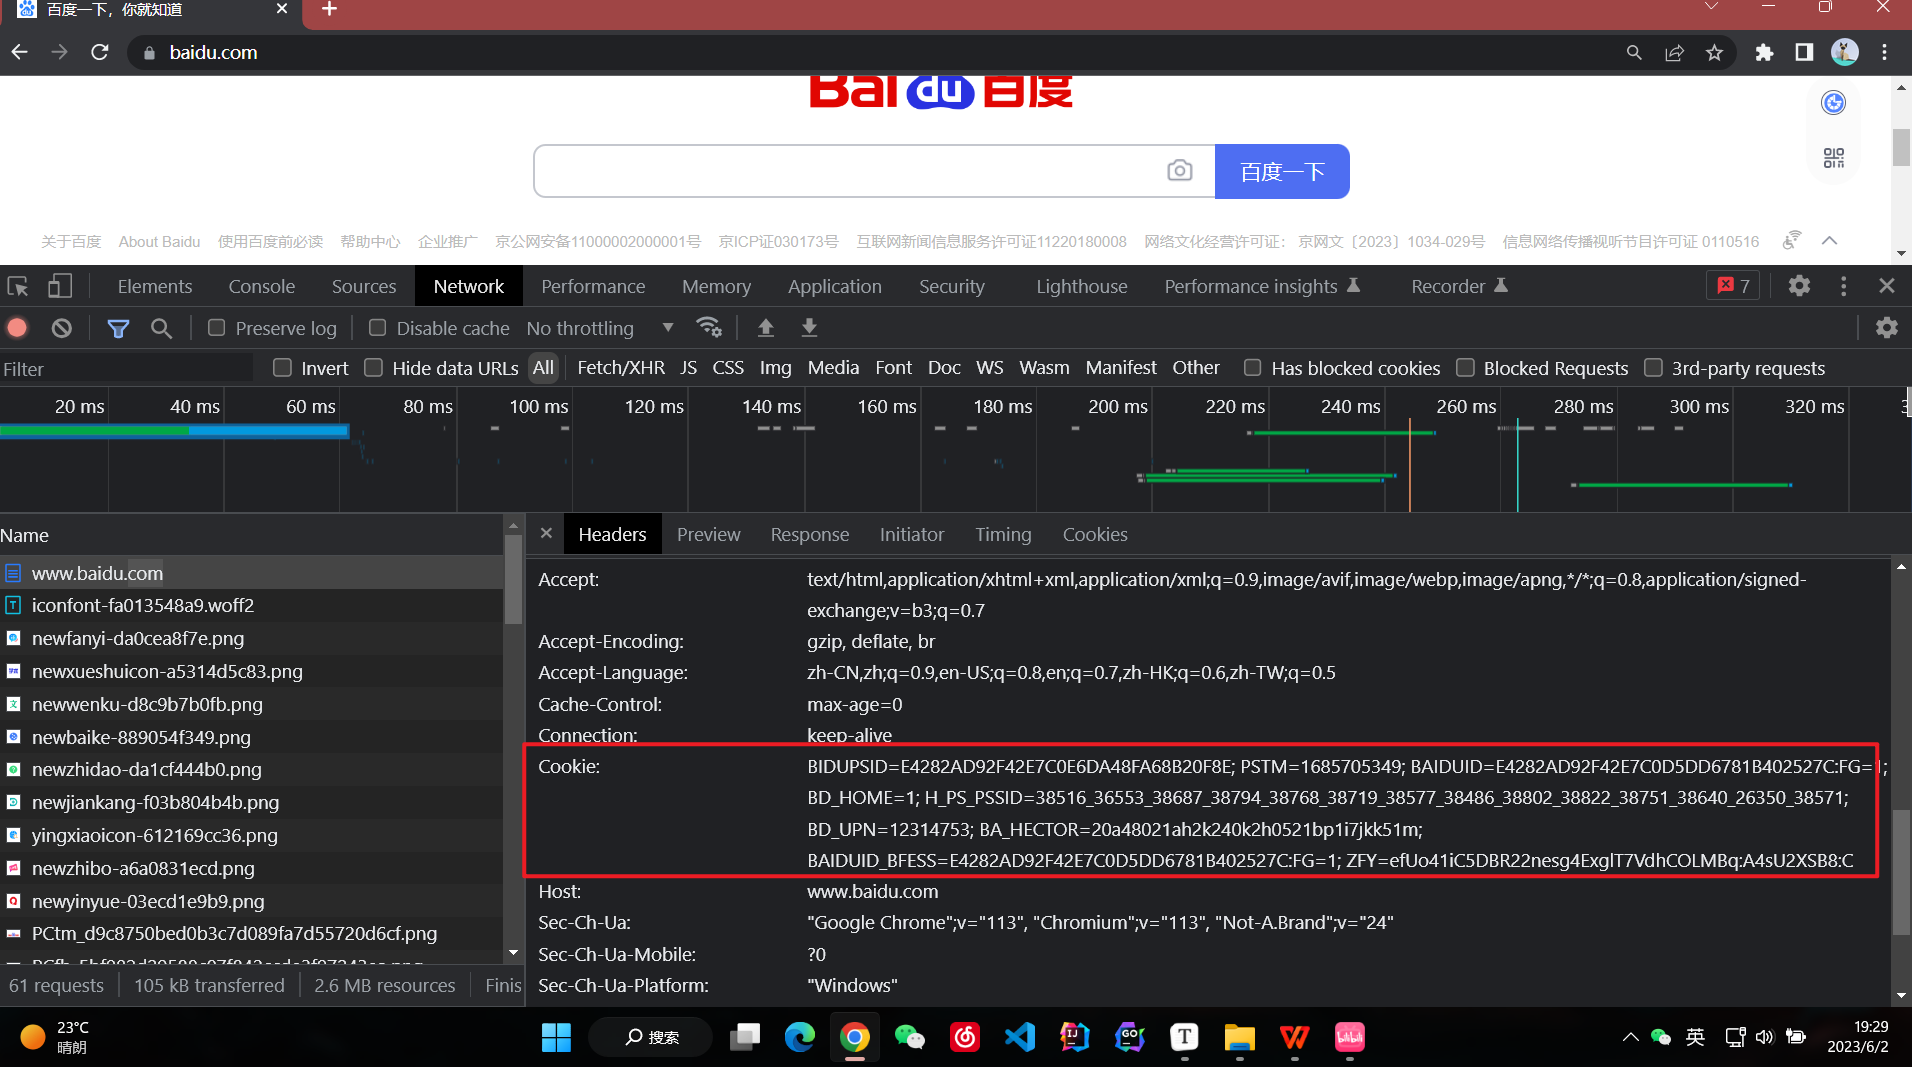 百度一下，你就知道
baidu.com
Bai du 百度
百度一下
关于百度 About Baidu 使用百度前必读 帮助中心 企业推广 京公网安备11000002000001号 京ICP证030173号 互联网新闻信息服务许可证11220180008 网络文化经营许可证： 京网文〔2023〕1034-029号 信息网络传播视听节目许可证 0110516
Elements Console Sources Network Performance Memory Application Security Lighthouse Performance insights Recorder 7
Preserve log Disable cache No throttling
Filter Invert Hide data URLs All Fetch/XHR JS CSS Img Media Font Doc WS Wasm Manifest Other Has blocked cookies Blocked Requests 3rd-party requests
20 ms 40 ms 60 ms 80 ms 100 ms 120 ms 140 ms 160 ms 180 ms 200 ms 220 ms 240 ms 260 ms 280 ms 300 ms 320 ms
Name
www.baidu.com
iconfont-fa013548a9.woff2
newfanyi-da0cea8f7e.png
newxueshuicon-a5314d5c83.png
newwenku-d8c9b7b0fb.png
newbaike-889054f349.png
newzhidao-da1cf444b0.png
newjiankang-f03b804b4b.png
yingxiaoicon-612169cc36.png
newzhibo-a6a0831ecd.png
newyinyue-03ecd1e9b9.png
PCtm_d9c8750bed0b3c7d089fa7d55720d6cf.png
61 requests 105 kB transferred 2.6 MB resources Finis
Headers Preview Response Initiator Timing Cookies
Accept: text/html,application/xhtml+xml,application/xml;q=0.9,image/avif,image/webp,image/apng,*/*;q=0.8,application/signed-
exchange;v=b3;q=0.7
Accept-Encoding: gzip, deflate, br
Accept-Language: zh-CN,zh;q=0.9,en-US;q=0.8,en;q=0.7,zh-HK;q=0.6,zh-TW;q=0.5
Cache-Control: max-age=0
Connection: keep-alive
Cookie: BIDUPSID=E4282AD92F42E7C0E6DA48FA68B20F8E; PSTM=1685705349; BAIDUID=E4282AD92F42E7C0D5DD6781B402527C:FG=1;
BD_HOME=1; H_PS_PSSID=38516_36553_38687_38794_38768_38719_38577_38486_38802_38822_38751_38640_26350_38571;
BD_UPN=12314753; BA_HECTOR=20a48021ah2k240k2h0521bp1i7jkk51m;
BAIDUID_BFESS=E4282AD92F42E7C0D5DD6781B402527C:FG=1; ZFY=efUo41iC5DBR22nesg4ExglT7VdhCOLMBq:A4sU2XSB8:C
Host: www.baidu.com
Sec-Ch-Ua: "Google Chrome";v="113", "Chromium";v="113", "Not-A.Brand";v="24"
Sec-Ch-Ua-Mobile: ?0
Sec-Ch-Ua-Platform: "Windows"
23°C
晴朗
搜索
英
19:29
2023/6/2